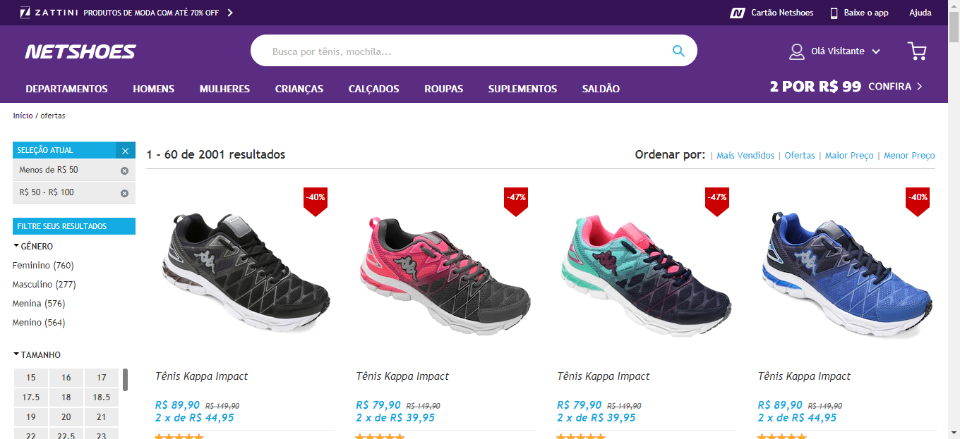 ZATTINI PRODUTOS DE MODA COM ATÉ 70% OFF
Cartão Netshoes
Baixe o app
Ajuda
NETSHOES
Busca por tênis, mochila...
Olá Visitante
DEPARTAMENTOS HOMENS MULHERES CRIANÇAS CALÇADOS ROUPAS SUPLEMENTOS SALDÃO
2 POR R$ 99 CONFIRA
Início / ofertas
SELEÇÃO ATUAL
Menos de R$ 50
R$ 50 - R$ 100
FILTRE SEUS RESULTADOS
GÊNERO
Feminino (760)
Masculino (277)
Menina (576)
Menino (564)
TAMANHO
15 16 17
17.5 18 18.5
19 20 21
22 22.5 23
1 - 60 de 2001 resultados
Ordenar por: | Mais Vendidos | Ofertas | Maior Preço | Menor Preço
-40%
Tênis Kappa Impact
R$ 89,90 R$ 149,90
2 x de R$ 44,95
-47%
Tênis Kappa Impact
R$ 79,90 R$ 149,90
2 x de R$ 39,95
-47%
Tênis Kappa Impact
R$ 79,90 R$ 149,90
2 x de R$ 39,95
-40%
Tênis Kappa Impact
R$ 89,90 R$ 149,90
2 x de R$ 44,95